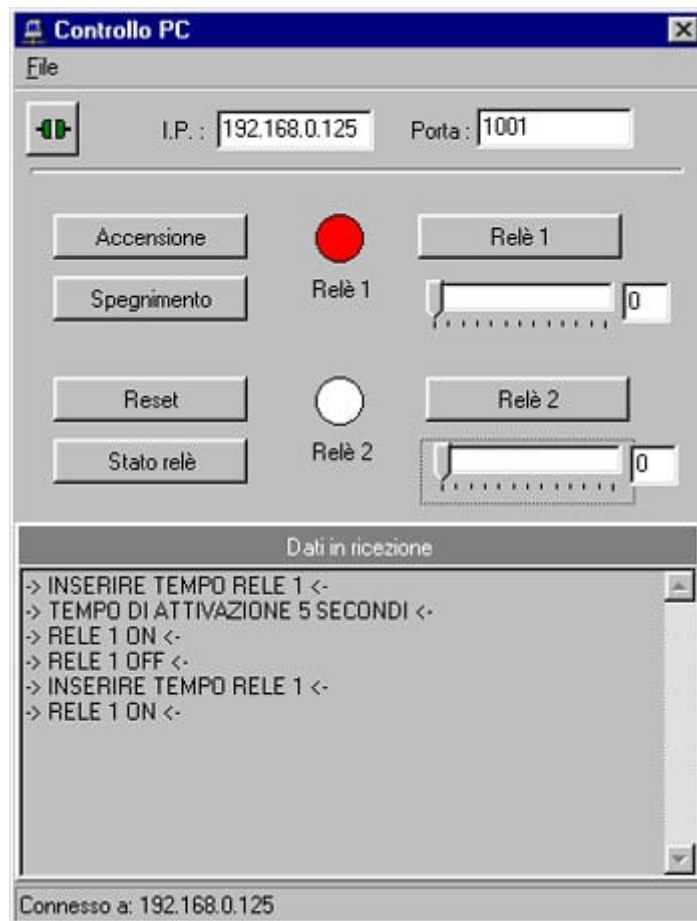 Controllo PC
File
I.P. : 192.168.0.125 Porta : 1001
Accensione Relè 1
Relè 1
Spegnimento 0
Reset Relè 2
Relè 2
Stato relè 0
Dati in ricezione
-> INSERIRE TEMPO RELE 1 <-
-> TEMPO DI ATTIVAZIONE 5 SECONDI <-
-> RELE 1 ON <-
-> RELE 1 OFF <-
-> INSERIRE TEMPO RELE 1 <-
-> RELE 1 ON <-
Connesso a: 192.168.0.125